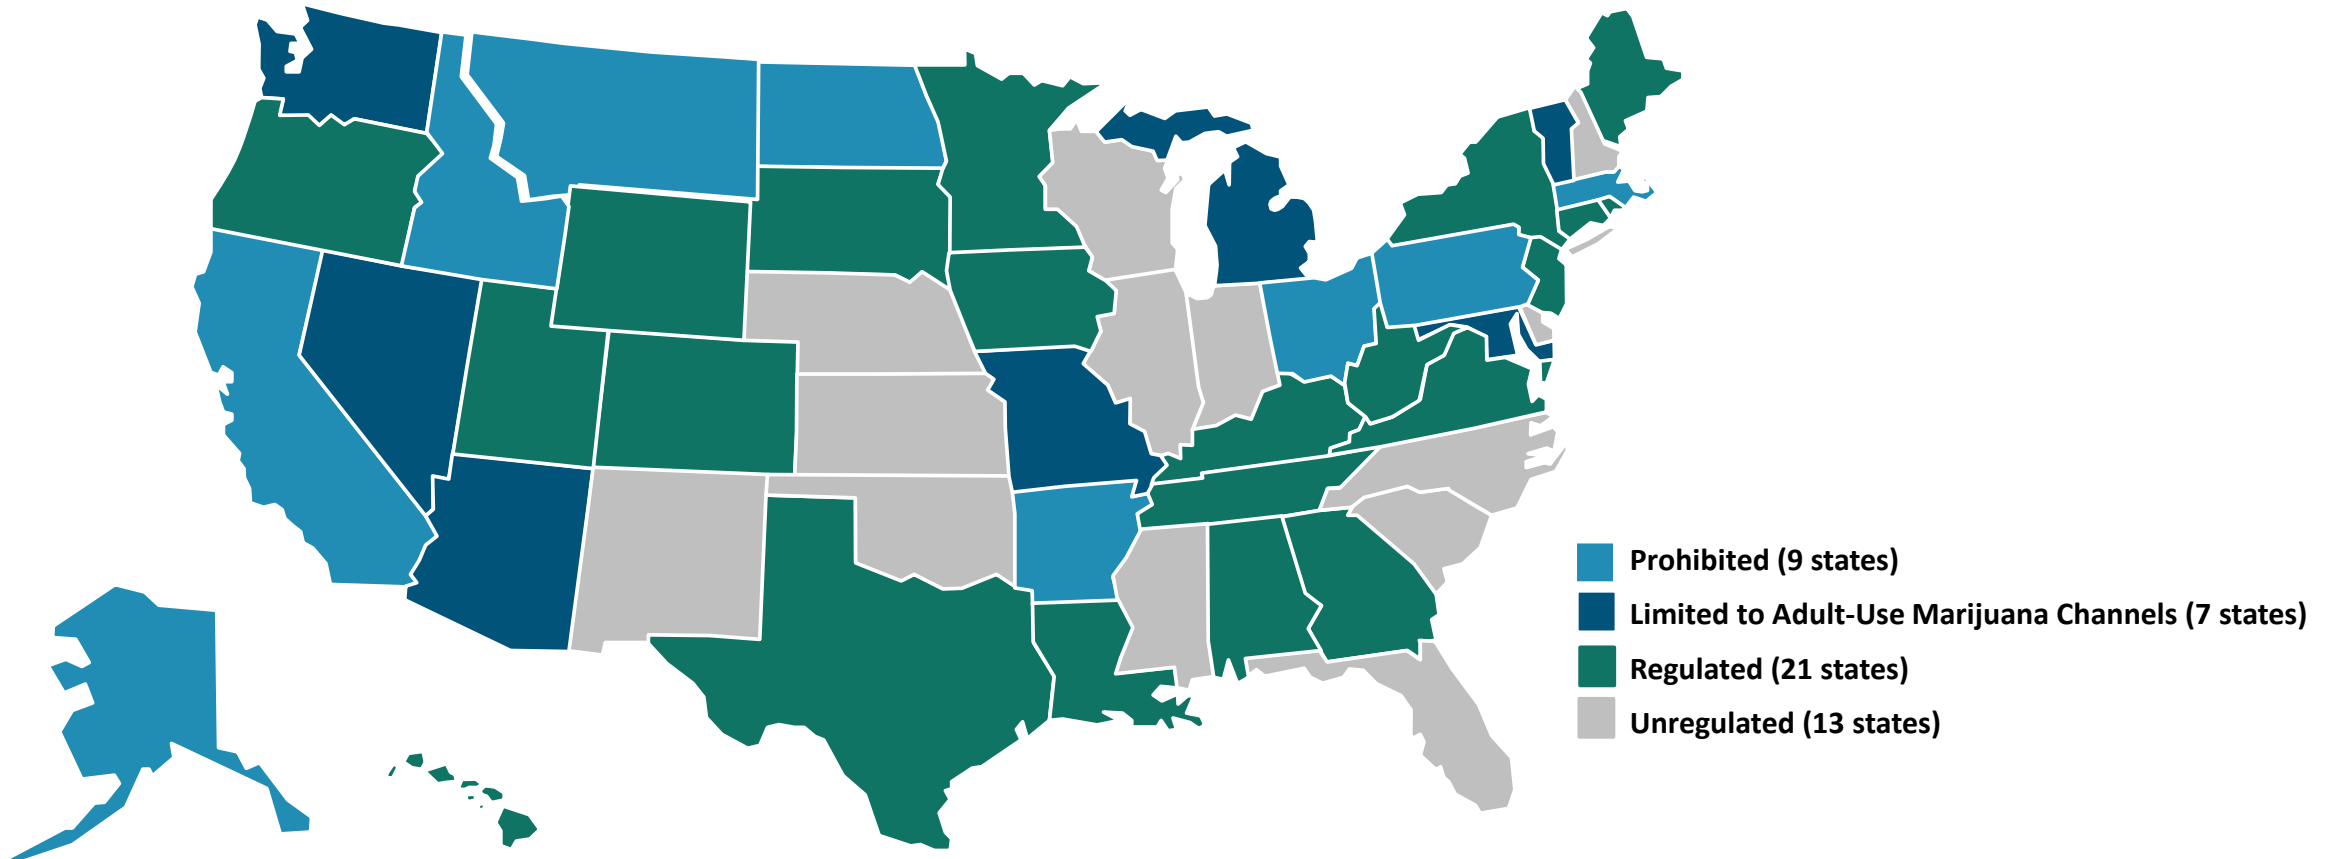 Prohibited (9 states)
Limited to Adult-Use Marijuana Channels (7 states)
Regulated (21 states)
Unregulated (13 states)